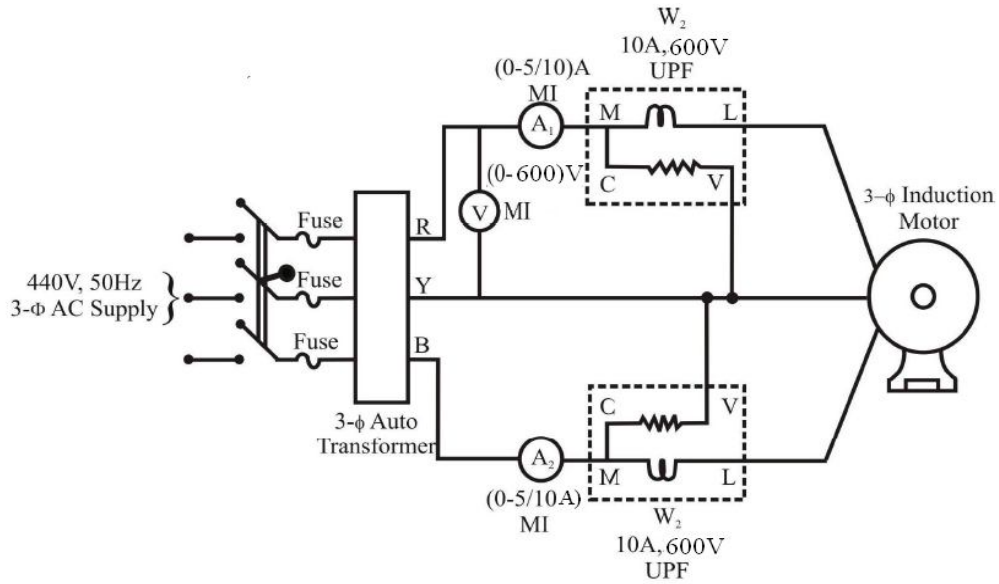 W₂
10A,600V
UPF
(0-5/10)A
MI
A₁
M
L
C
V
(0-600)V
V
MI
3-ϕ Induction
Motor
Fuse
R
440V, 50Hz
3-Φ AC Supply
Fuse
Y
Fuse
B
3-ϕ Auto
Transformer
C
V
A₂
M
L
(0-5/10A)
MI
W₂
10A,600V
UPF